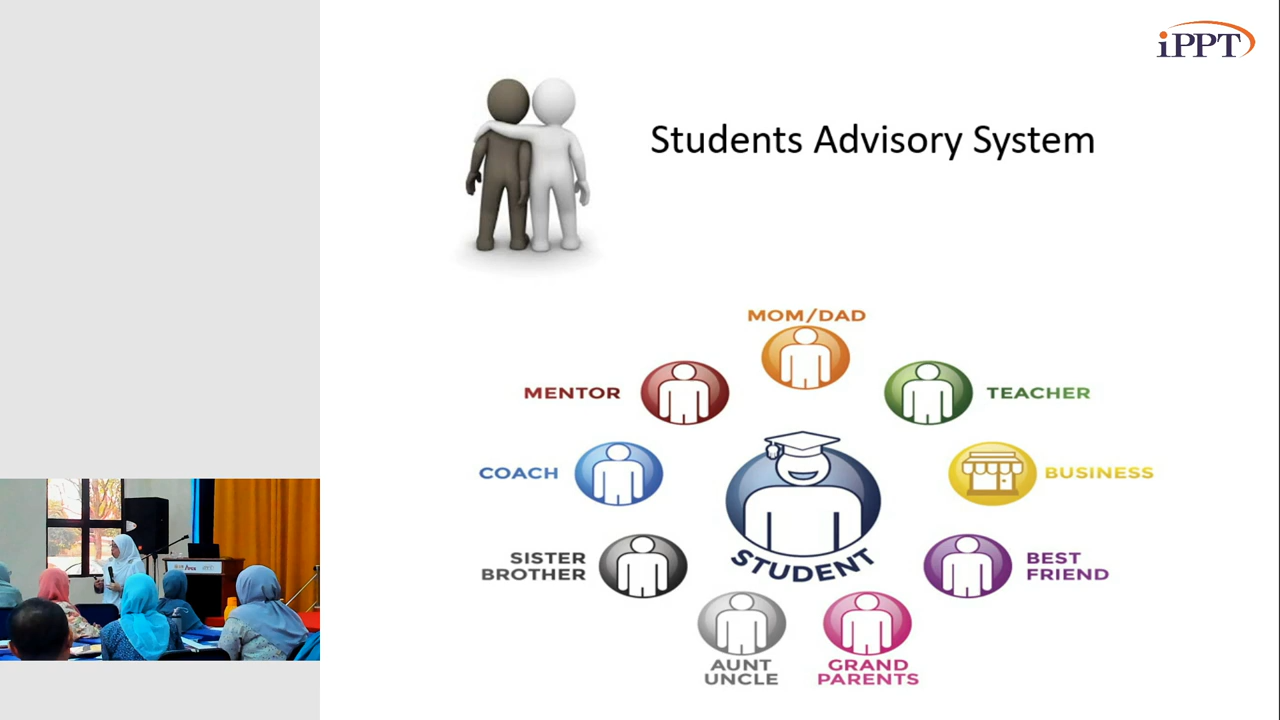 iPPT
Students Advisory System
MOM/DAD
MENTOR
TEACHER
COACH
BUSINESS
SISTER
BROTHER
BEST
FRIEND
STUDENT
AUNT
UNCLE
GRAND
PARENTS